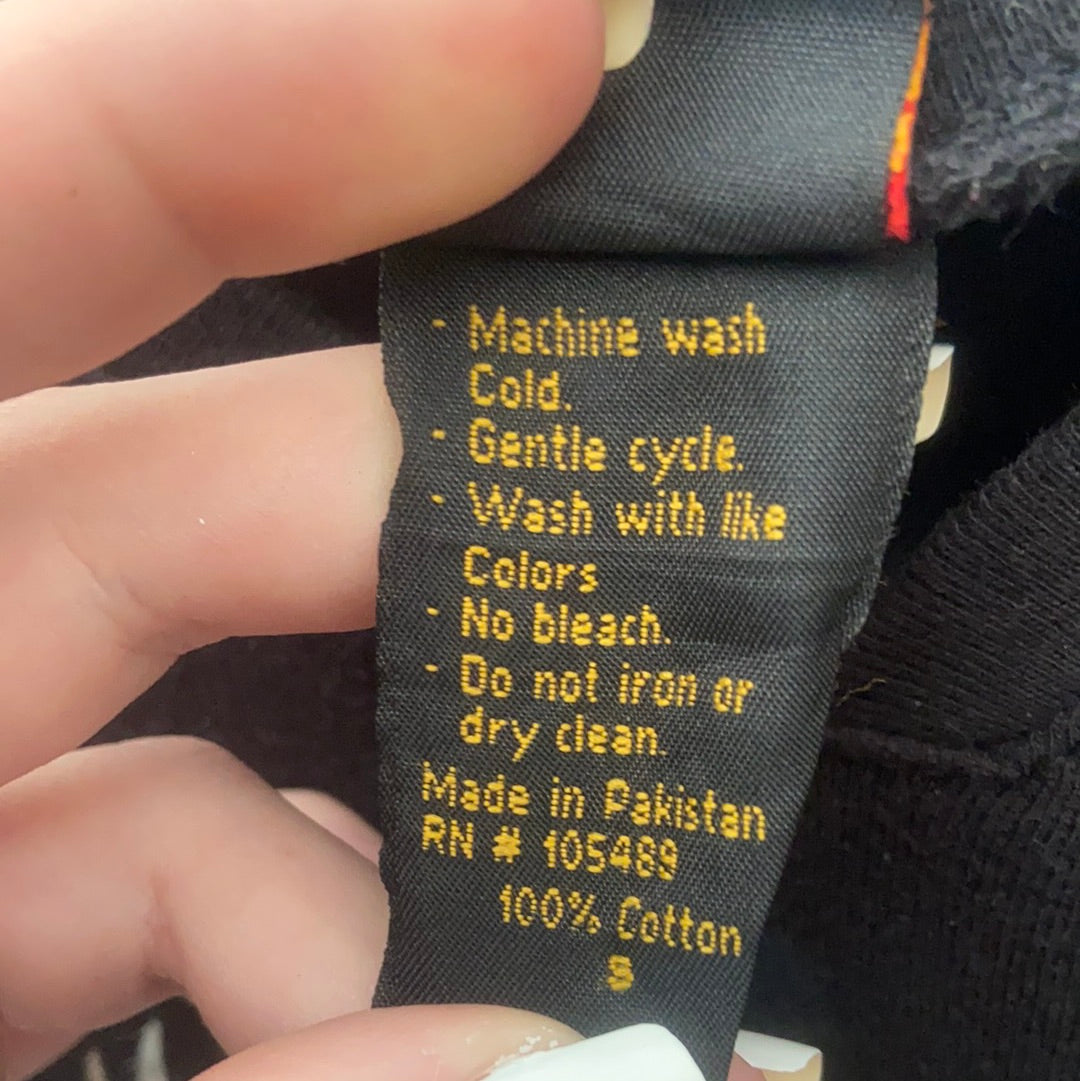 - Machine wash
Cold.
- Gentle cycle.
- Wash with like
Colors
- No bleach.
- Do not iron or
dry clean.
Made in Pakistan
RN # 105489
100% Cotton
S